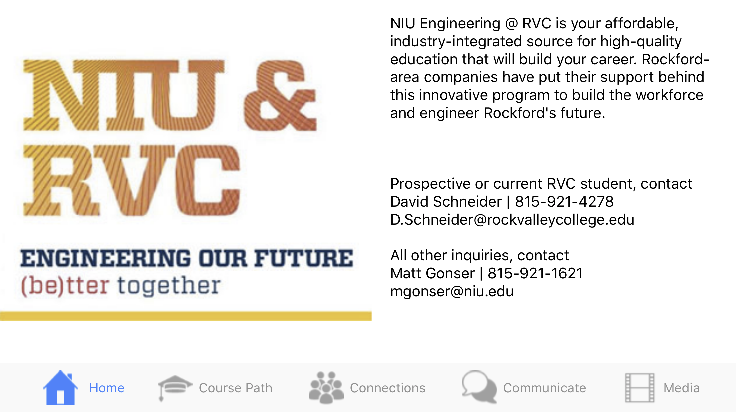 NIU &
RVC
ENGINEERING OUR FUTURE
(be)tter together
NIU Engineering @ RVC is your affordable,
industry-integrated source for high-quality
education that will build your career. Rockford-
area companies have put their support behind
this innovative program to build the workforce
and engineer Rockford's future.
Prospective or current RVC student, contact
David Schneider | 815-921-4278
D.Schneider@rockvalleycollege.edu
All other inquiries, contact
Matt Gonser | 815-921-1621
mgonser@niu.edu
Home
Course Path
Connections
Communicate
Media